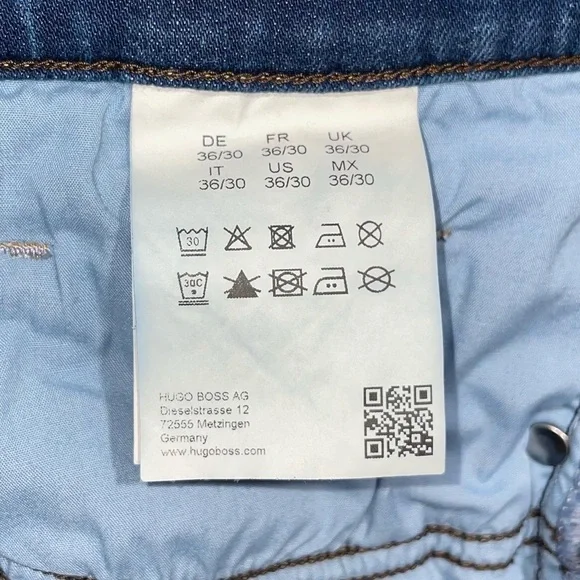 DE FR UK
36/30 36/30 36/30
IT US MX
36/30 36/30 36/30
30
30C
HUGO BOSS AG
Dieselstrasse 12
72555 Metzingen
Germany
www.hugoboss.com